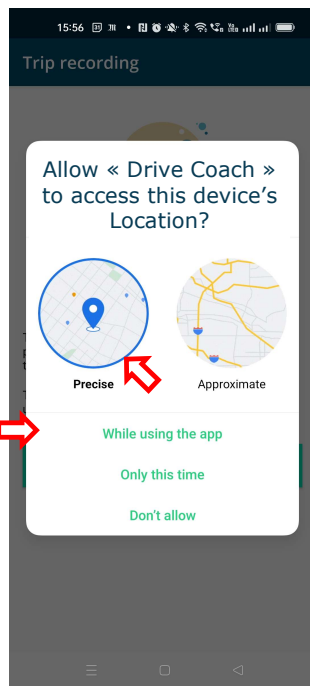 15:56
Trip recording
Allow « Drive Coach »
to access this device's
Location?
Precise
Approximate
While using the app
Only this time
Don't allow